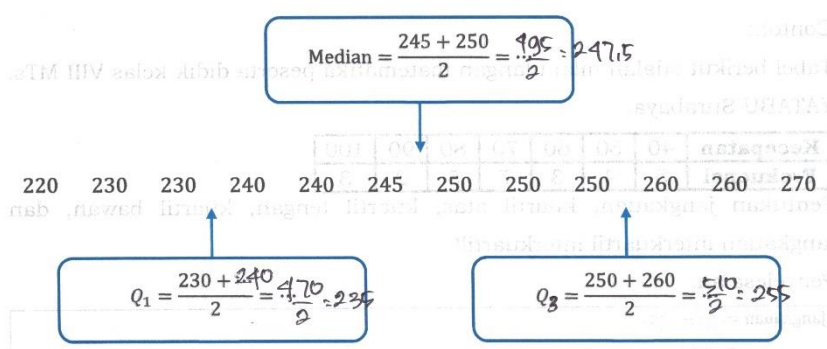 Median = (245 + 250)/2 = 495/2 = 247,5
220 230 230 240 240 245 250 250 250 260 260 270
Q₁ = (230 + 240)/2 = 470/2 = 235
Q₃ = (250 + 260)/2 = 510/2 = 255